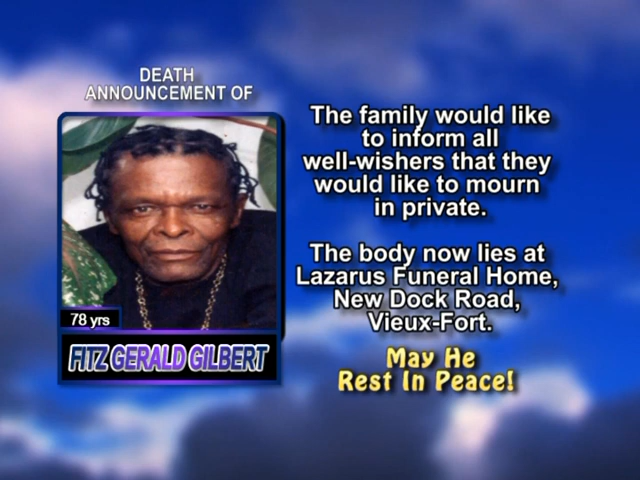 DEATH
ANNOUNCEMENT OF
78 yrs
FITZ GERALD GILBERT
The family would like
to inform all
well-wishers that they
would like to mourn
in private.
The body now lies at
Lazarus Funeral Home,
New Dock Road,
Vieux-Fort.
May He
Rest In Peace!